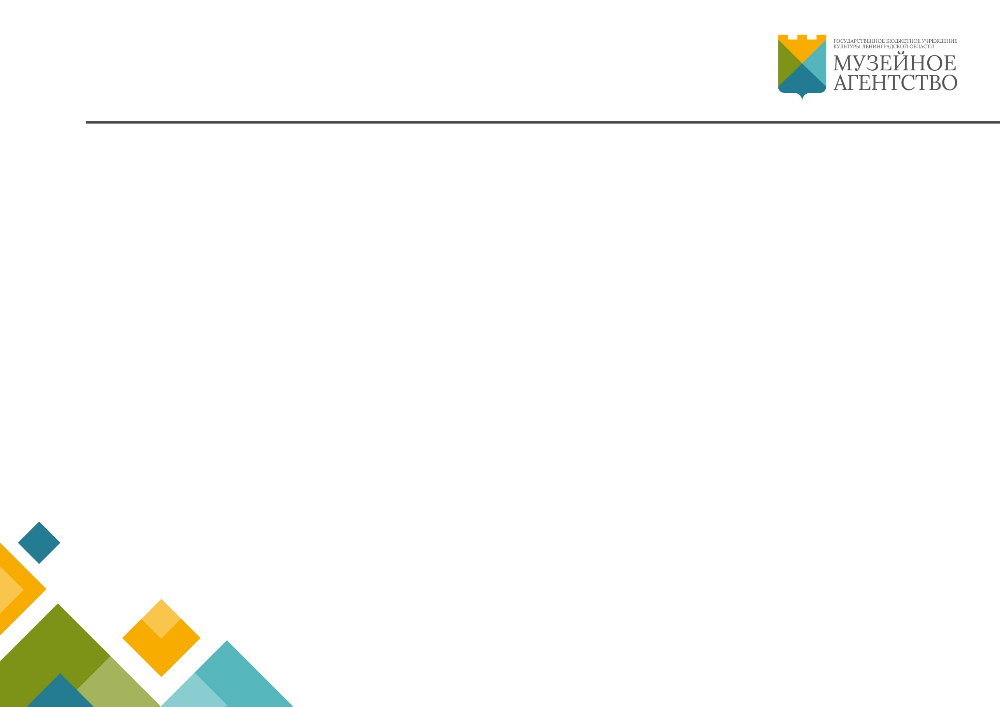 ГОСУДАРСТВЕННОЕ БЮДЖЕТНОЕ УЧРЕЖДЕНИЕ
КУЛЬТУРЫ ЛЕНИНГРАДСКОЙ ОБЛАСТИ
МУЗЕЙНОЕ
АГЕНТСТВО